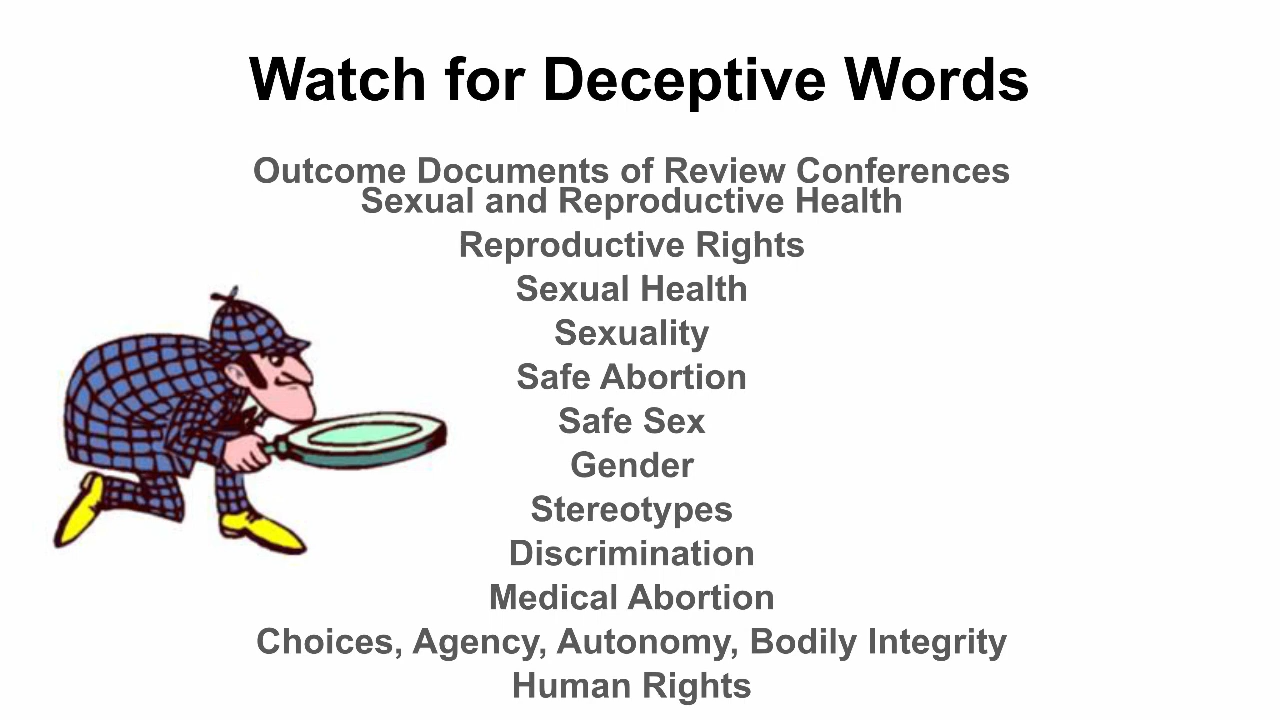 Watch for Deceptive Words
Outcome Documents of Review Conferences
Sexual and Reproductive Health
Reproductive Rights
Sexual Health
Sexuality
Safe Abortion
Safe Sex
Gender
Stereotypes
Discrimination
Medical Abortion
Choices, Agency, Autonomy, Bodily Integrity
Human Rights